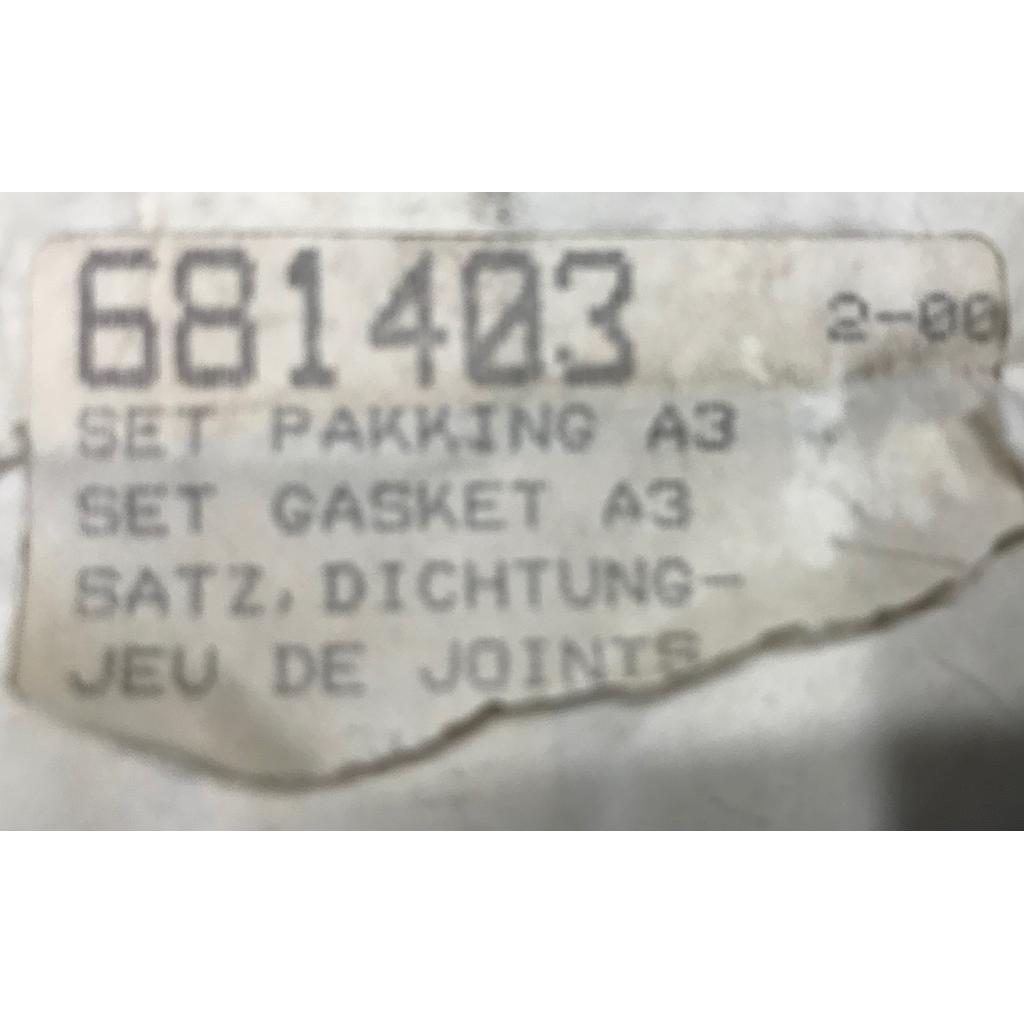 681403 2-00
SET PAKKING A3
SET GASKET A3
SATZ, DICHTUNG-
JEU DE JOINTS